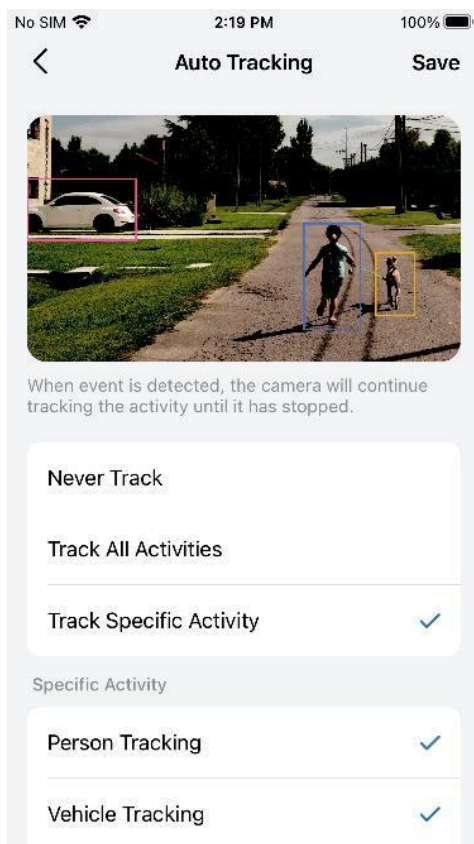 No SIM 2:19 PM 100%
Auto Tracking Save
When event is detected, the camera will continue
tracking the activity until it has stopped.
Never Track
Track All Activities
Track Specific Activity
Specific Activity
Person Tracking
Vehicle Tracking